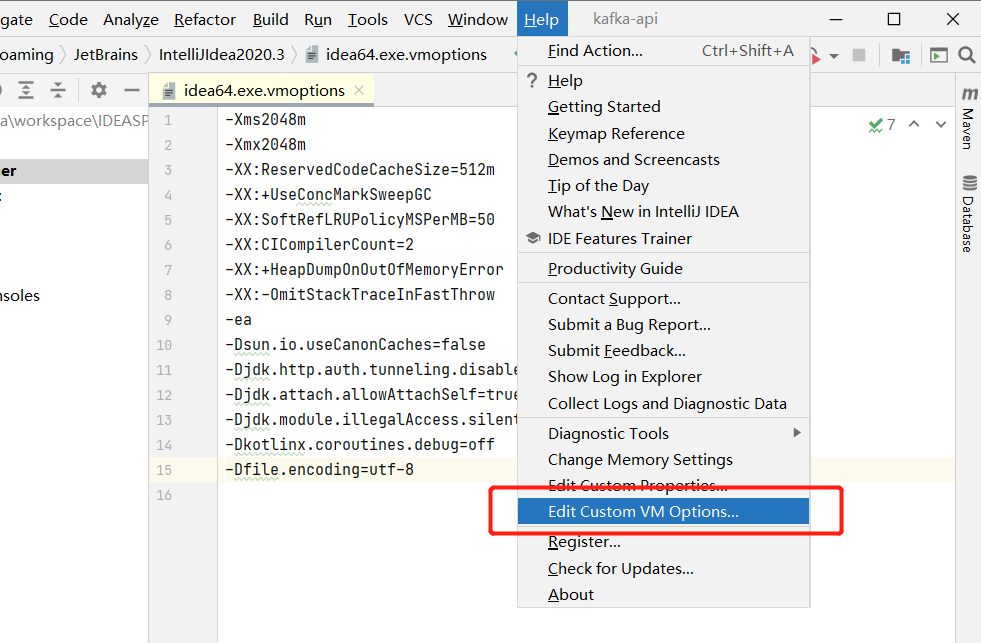 gate Code Analyze Refactor Build Run Tools VCS Window Help kafka-api
oaming JetBrains IntelliJIdea2020.3 idea64.exe.vmoptions
idea64.exe.vmoptions
a\workspace\IDEASP
er
nsoles
1 -Xms2048m
2 -Xmx2048m
3 -XX:ReservedCodeCacheSize=512m
4 -XX:+UseConcMarkSweepGC
5 -XX:SoftRefLRUPolicyMSPerMB=50
6 -XX:CICompilerCount=2
7 -XX:+HeapDumpOnOutOfMemoryError
8 -XX:-OmitStackTraceInFastThrow
9 -ea
10 -Dsun.io.useCanonCaches=false
11 -Djdk.http.auth.tunneling.disable
12 -Djdk.attach.allowAttachSelf=true
13 -Djdk.module.illegalAccess.silent
14 -Dkotlinx.coroutines.debug=off
15 -Dfile.encoding=utf-8
16
Find Action... Ctrl+Shift+A
? Help
Getting Started
Keymap Reference
Demos and Screencasts
Tip of the Day
What's New in IntelliJ IDEA
IDE Features Trainer
Productivity Guide
Contact Support...
Submit a Bug Report...
Submit Feedback...
Show Log in Explorer
Collect Logs and Diagnostic Data
Diagnostic Tools
Change Memory Settings
Edit Custom Properties...
Edit Custom VM Options...
Register...
Check for Updates...
About
7
m
Maven
Database